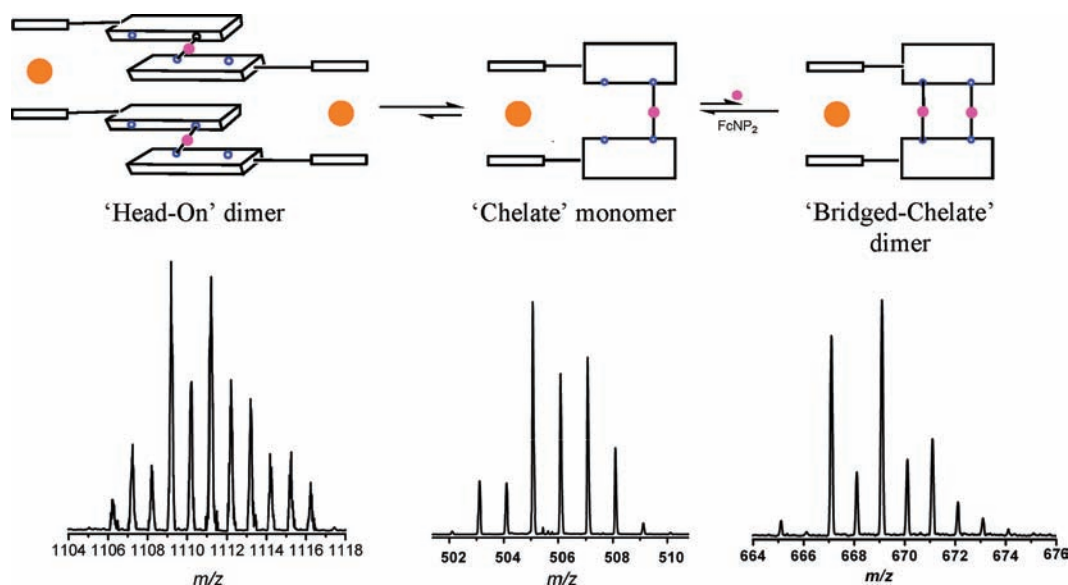 FcNP₂
'Head-On' dimer
'Chelate' monomer
'Bridged-Chelate'
dimer
1104 1106 1108 1110 1112 1114 1116 1118
m/z
502 504 506 508 510
m/z
664 666 668 670 672 674 676
m/z